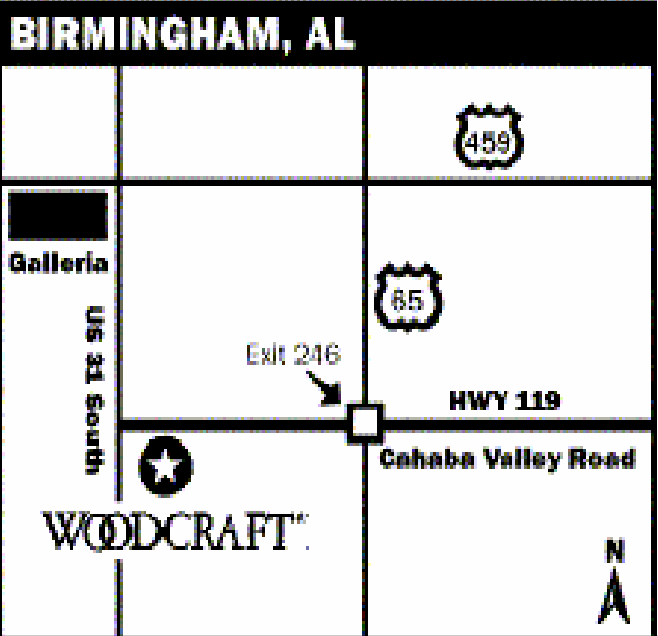 BIRMINGHAM, AL
459
Galleria
65
US 31 South
Exit 246
HWY 119
Cahaba Valley Road
WOODCRAFT
N